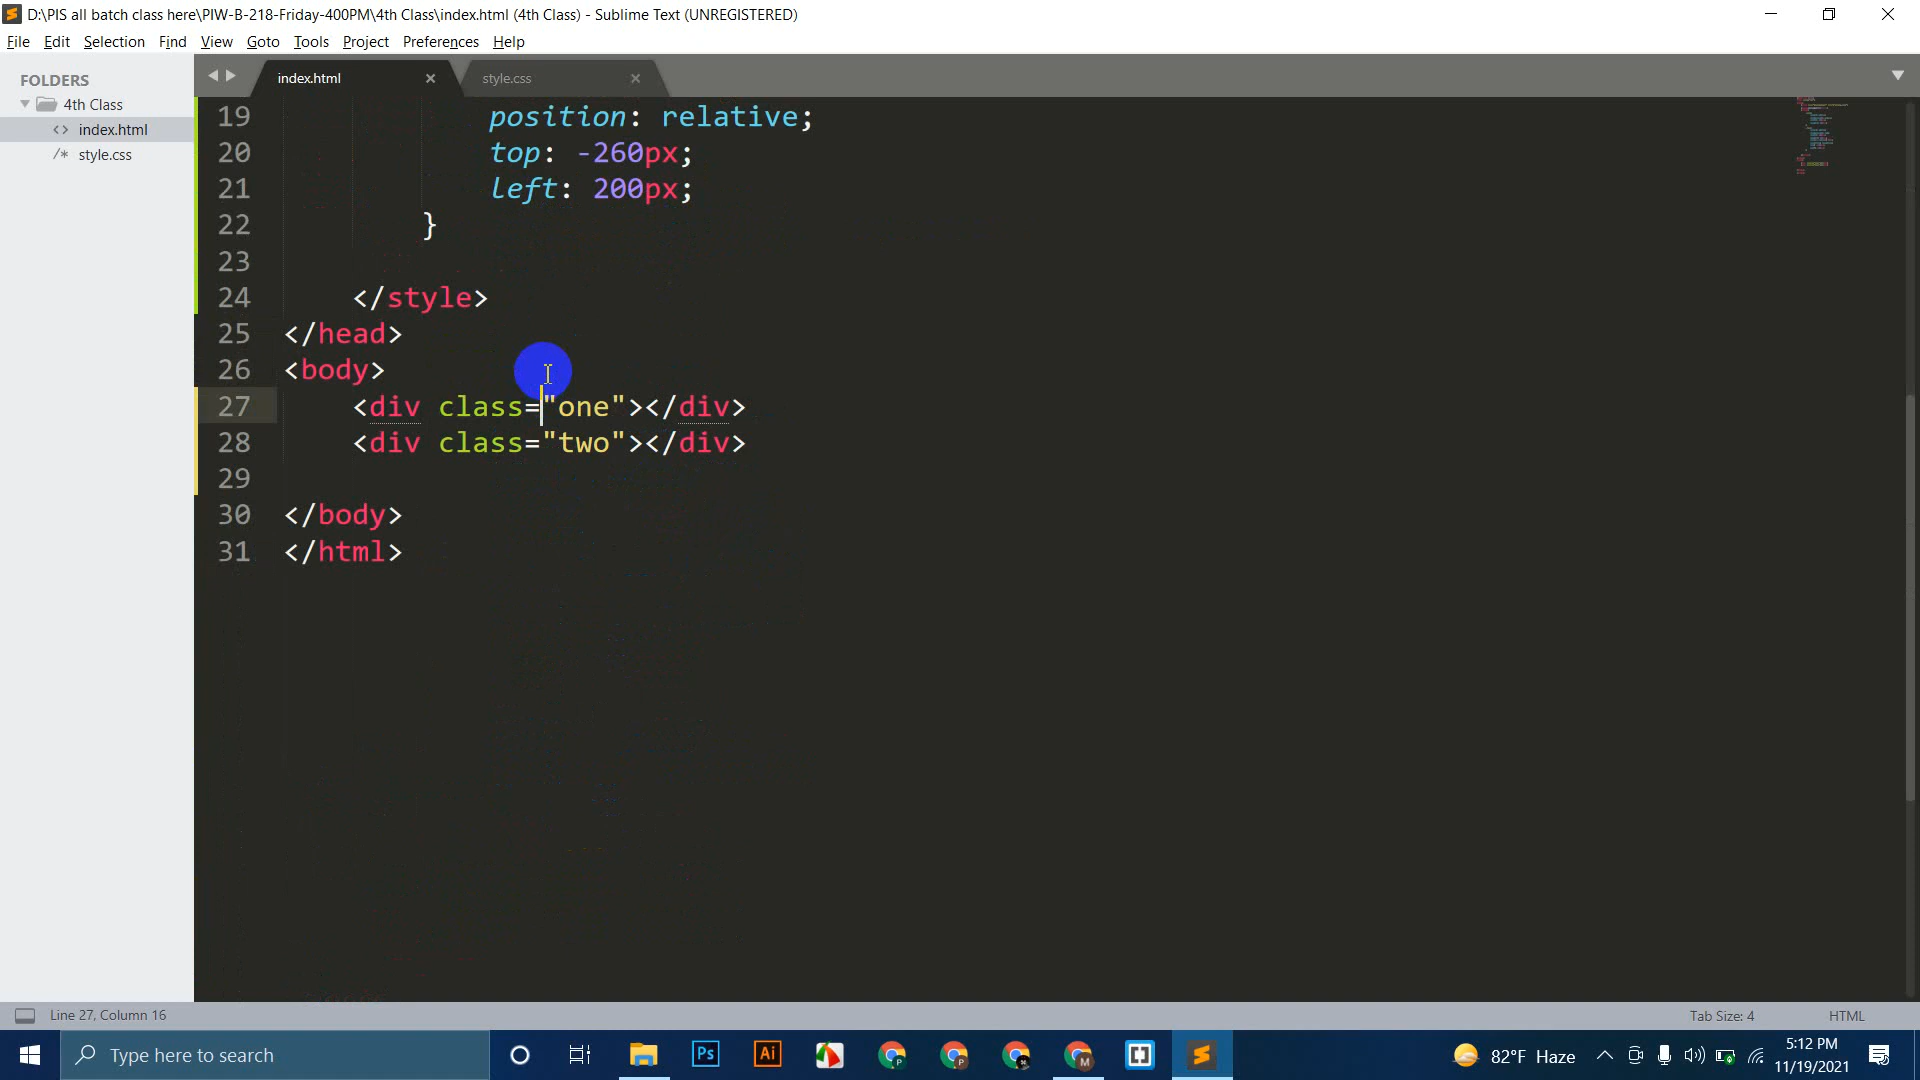 D:\PIS all batch class here\PIW-B-218-Friday-400PM\4th Class\index.html (4th Class) - Sublime Text (UNREGISTERED)
File Edit Selection Find View Goto Tools Project Preferences Help
FOLDERS
4th Class
<> index.html
/* style.css
index.html
style.css
19 position: relative;
20 top: -260px;
21 left: 200px;
22 }
23
24 </style>
25 </head>
26 <body>
27 <div class="one"></div>
28 <div class="two"></div>
29
30 </body>
31 </html>
Line 27, Column 16
Tab Size: 4
HTML
Type here to search
Ps
Ai
82°F Haze
5:12 PM
11/19/2021